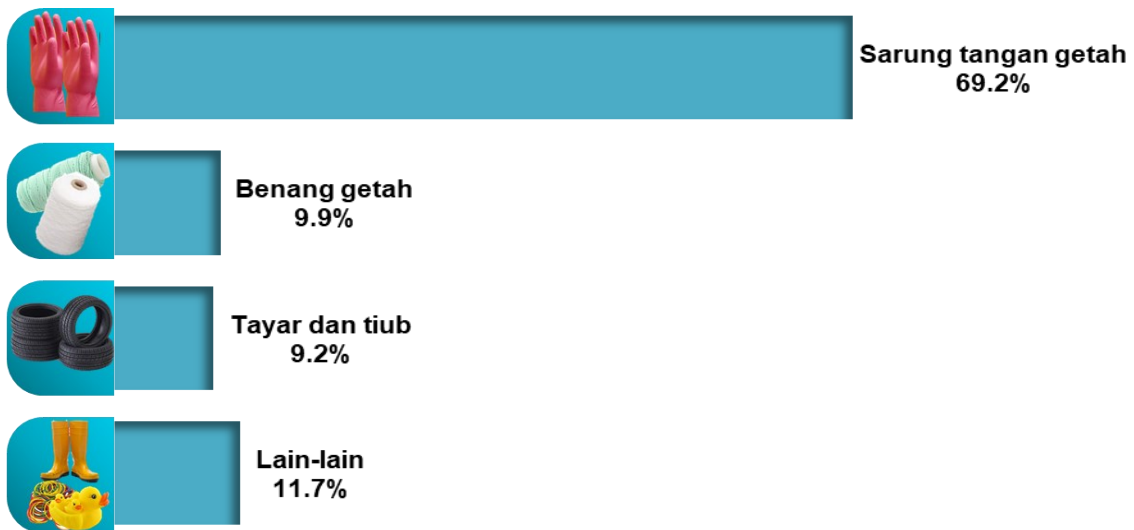 Sarung tangan getah
69.2%
Benang getah
9.9%
Tayar dan tiub
9.2%
Lain-lain
11.7%